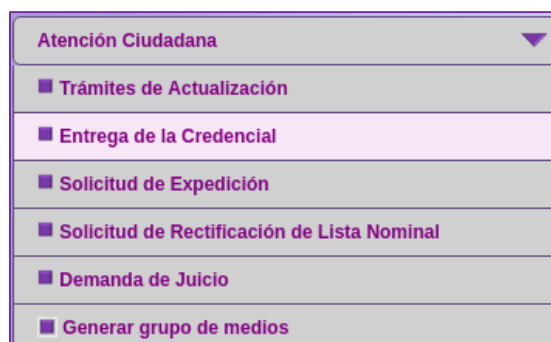 Atención Ciudadana
Trámites de Actualización
Entrega de la Credencial
Solicitud de Expedición
Solicitud de Rectificación de Lista Nominal
Demanda de Juicio
Generar grupo de medios